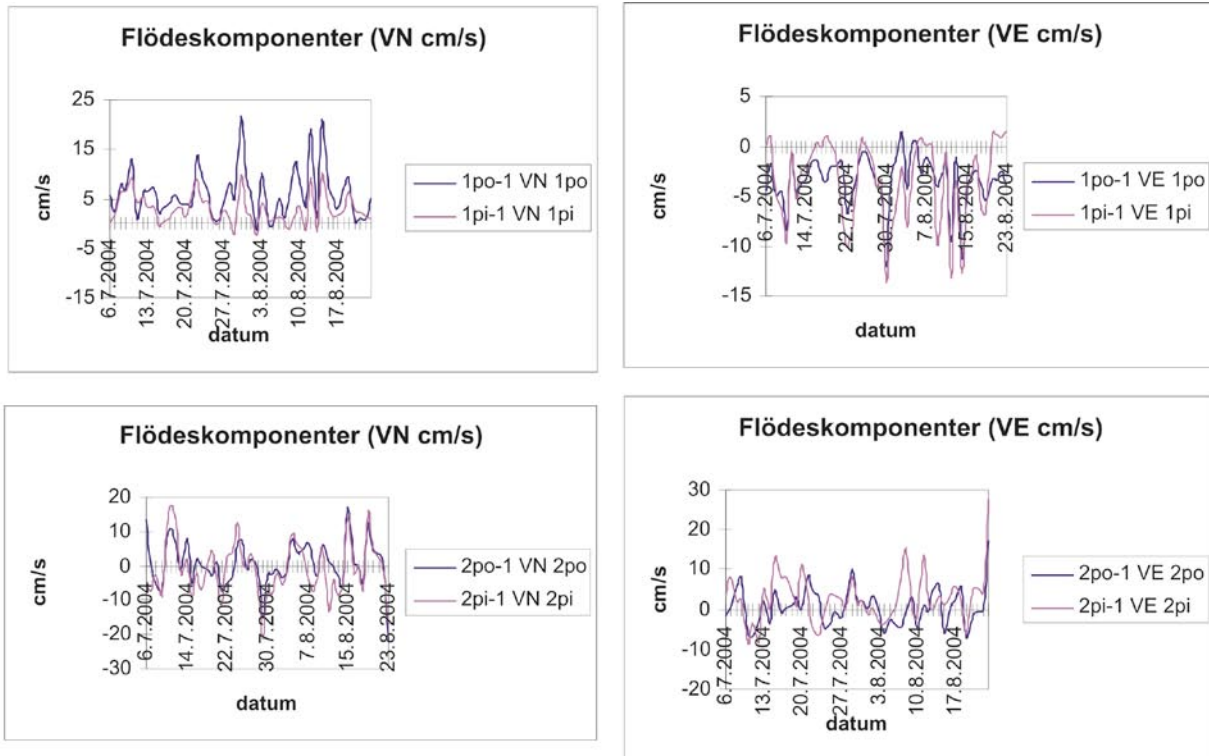 Flödeskomponenter (VN cm/s)
25
15
5
-5
-15
cm/s
6.7.2004
13.7.2004
20.7.2004
27.7.2004
3.8.2004
10.8.2004
17.8.2004
datum
1po-1 VN 1po
1pi-1 VN 1pi
Flödeskomponenter (VE cm/s)
5
0
-5
-10
-15
cm/s
6.7.2004
14.7.2004
22.7.2004
30.7.2004
7.8.2004
15.8.2004
23.8.2004
datum
1po-1 VE 1po
1pi-1 VE 1pi
Flödeskomponenter (VN cm/s)
20
10
0
-10
-20
-30
cm/s
6.7.2004
14.7.2004
22.7.2004
30.7.2004
7.8.2004
15.8.2004
23.8.2004
datum
2po-1 VN 2po
2pi-1 VN 2pi
Flödeskomponenter (VE cm/s)
30
20
10
0
-10
-20
cm/s
6.7.2004
13.7.2004
20.7.2004
27.7.2004
3.8.2004
10.8.2004
17.8.2004
datum
2po-1 VE 2po
2pi-1 VE 2pi